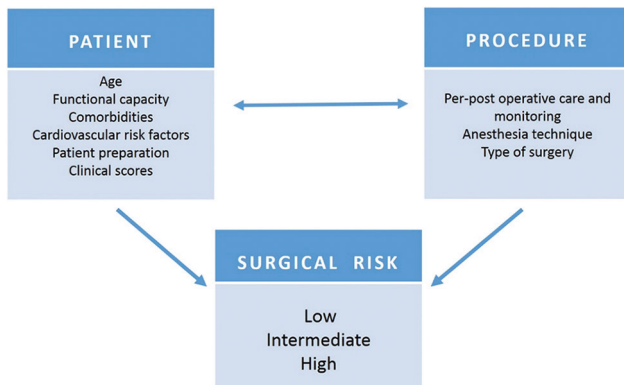 PATIENT
Age
Functional capacity
Comorbidities
Cardiovascular risk factors
Patient preparation
Clinical scores
PROCEDURE
Per-post operative care and
monitoring
Anesthesia technique
Type of surgery
SURGICAL RISK
Low
Intermediate
High